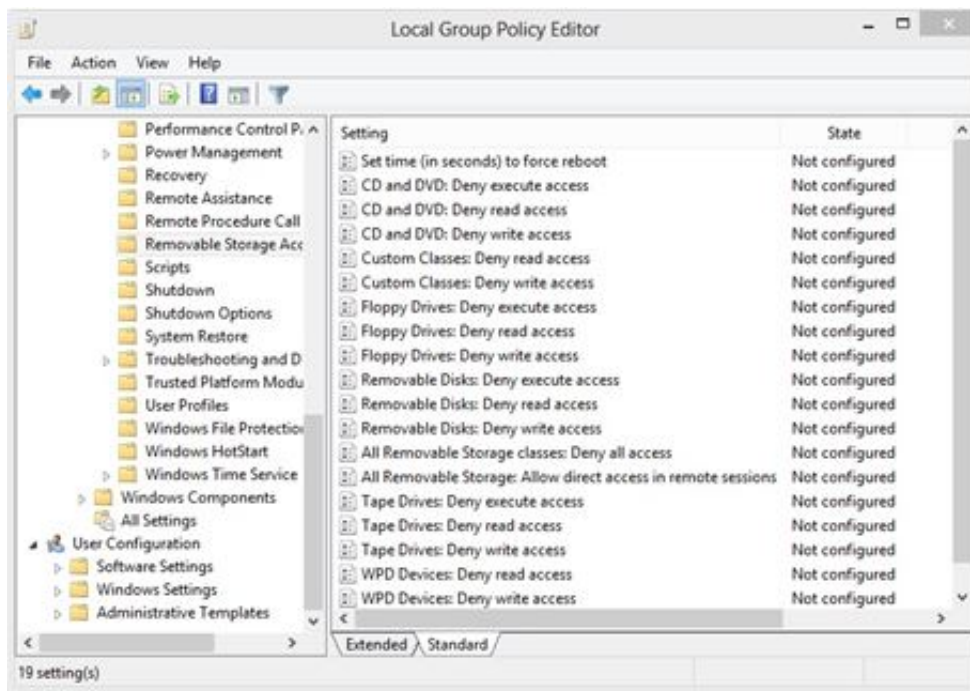 Local Group Policy Editor
File Action View Help
Performance Control P
Power Management
Recovery
Remote Assistance
Remote Procedure Call
Removable Storage Acc
Scripts
Shutdown
Shutdown Options
System Restore
Troubleshooting and D
Trusted Platform Modu
User Profiles
Windows File Protection
Windows HotStart
Windows Time Service
Windows Components
All Settings
User Configuration
Software Settings
Windows Settings
Administrative Templates
Setting State
Set time (in seconds) to force reboot Not configured
CD and DVD: Deny execute access Not configured
CD and DVD: Deny read access Not configured
CD and DVD: Deny write access Not configured
Custom Classes: Deny read access Not configured
Custom Classes: Deny write access Not configured
Floppy Drives: Deny execute access Not configured
Floppy Drives: Deny read access Not configured
Floppy Drives: Deny write access Not configured
Removable Disks: Deny execute access Not configured
Removable Disks: Deny read access Not configured
Removable Disks: Deny write access Not configured
All Removable Storage classes: Deny all access Not configured
All Removable Storage: Allow direct access in remote sessions Not configured
Tape Drives: Deny execute access Not configured
Tape Drives: Deny read access Not configured
Tape Drives: Deny write access Not configured
WPD Devices: Deny read access Not configured
WPD Devices: Deny write access Not configured
Extended Standard
19 setting(s)